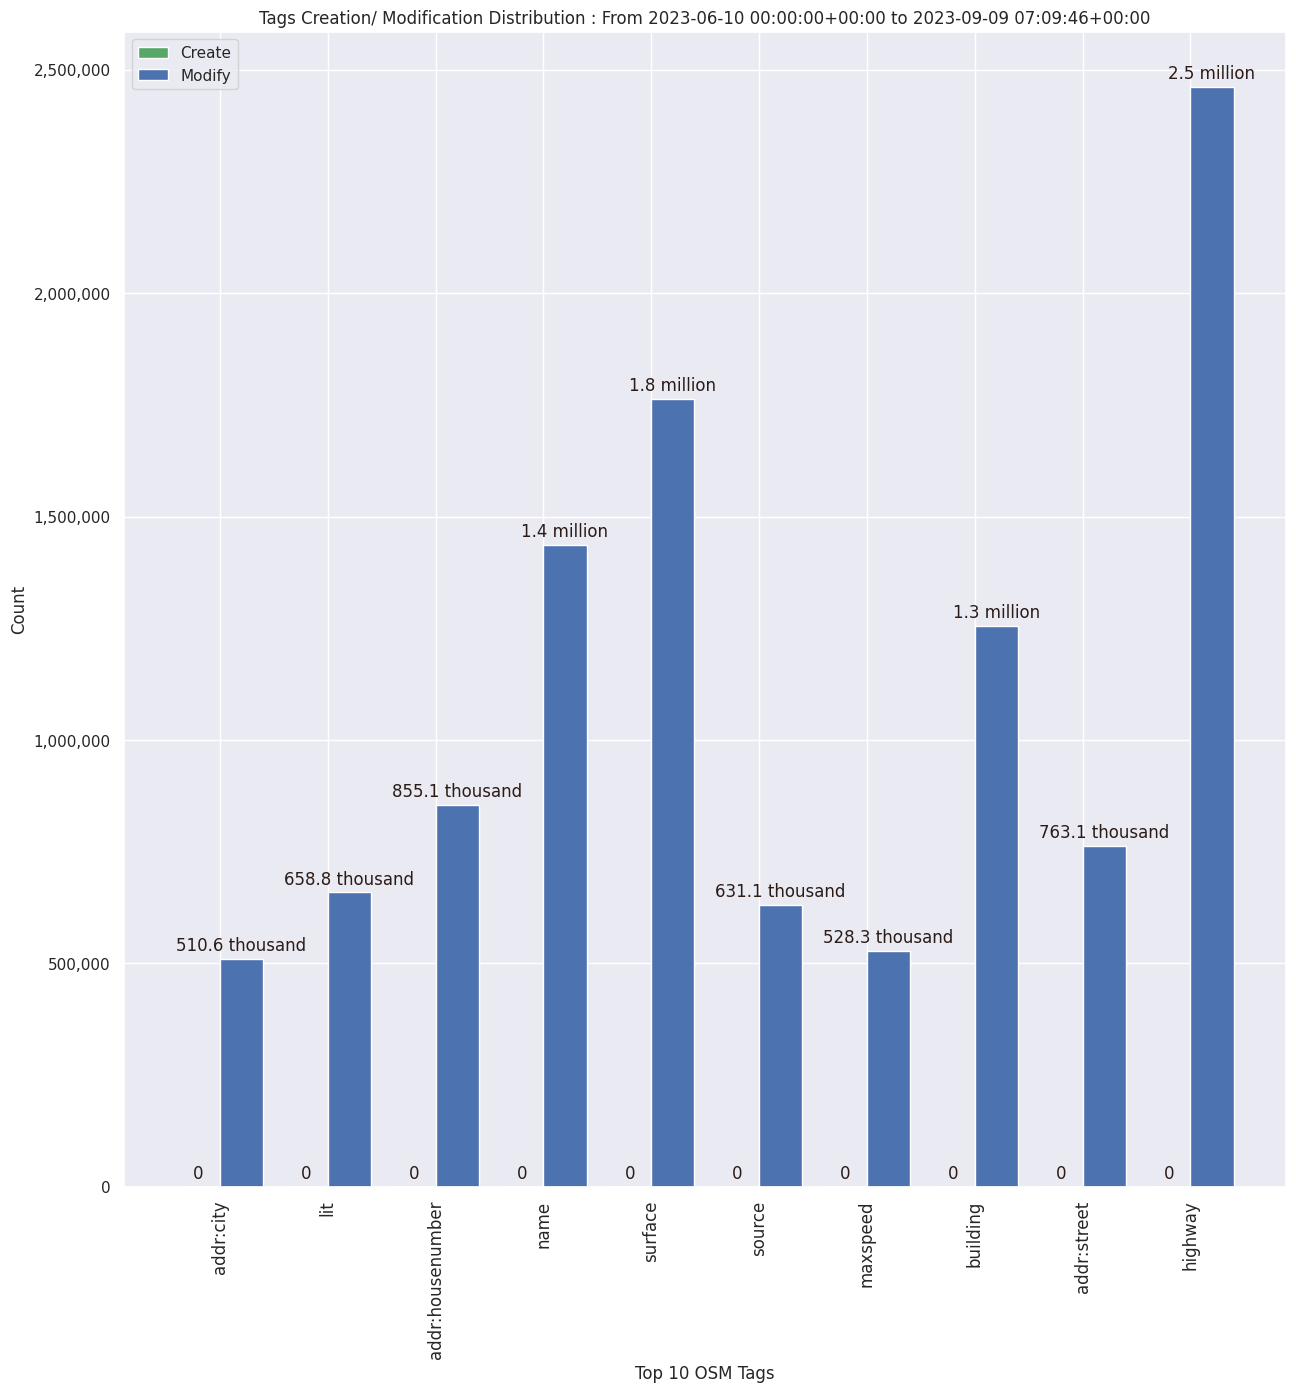 Tags Creation/ Modification Distribution : From 2023-06-10 00:00:00+00:00 to 2023-09-09 07:09:46+00:00
Create
Modify
2,500,000
2,000,000
1,500,000
1,000,000
500,000
0
Count
2.5 million
1.8 million
1.4 million
1.3 million
855.1 thousand
763.1 thousand
658.8 thousand
631.1 thousand
528.3 thousand
510.6 thousand
0
0
0
0
0
0
0
0
0
0
addr:city
lit
addr:housenumber
name
surface
source
maxspeed
building
addr:street
highway
Top 10 OSM Tags